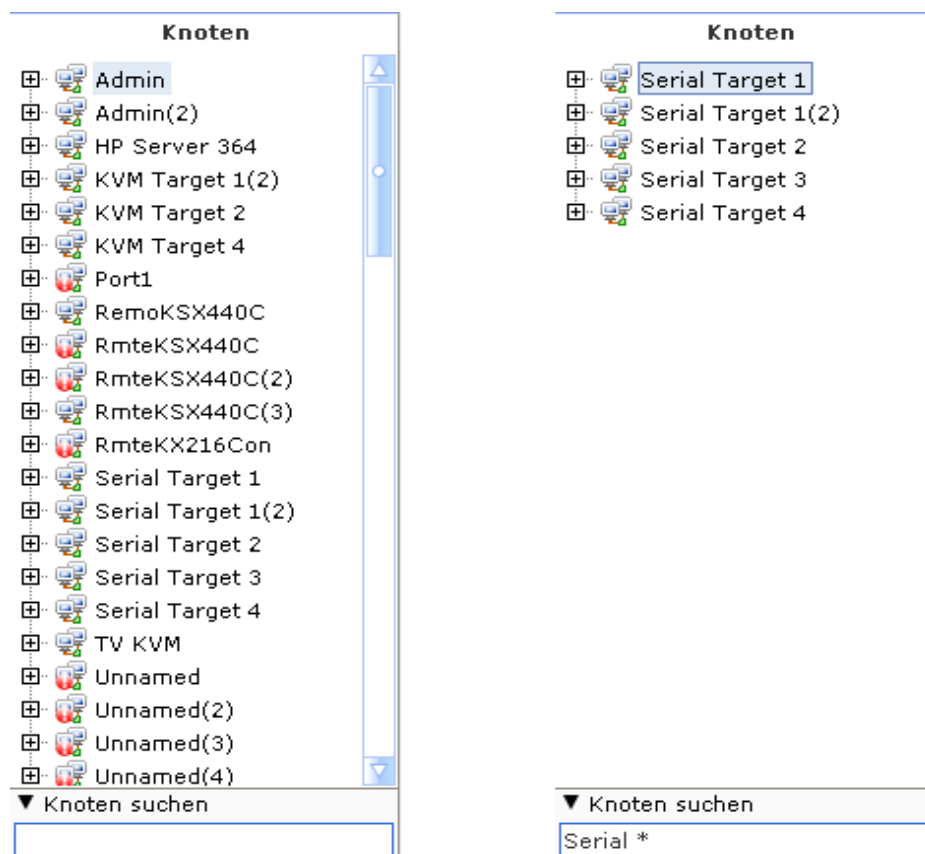 Knoten
Admin
Admin(2)
HP Server 364
KVM Target 1(2)
KVM Target 2
KVM Target 4
Port1
RemoKSX440C
RmteKSX440C
RmteKSX440C(2)
RmteKSX440C(3)
RmteKX216Con
Serial Target 1
Serial Target 1(2)
Serial Target 2
Serial Target 3
Serial Target 4
TV KVM
Unnamed
Unnamed(2)
Unnamed(3)
Unnamed(4)
Knoten suchen
Knoten
Serial Target 1
Serial Target 1(2)
Serial Target 2
Serial Target 3
Serial Target 4
Knoten suchen
Serial *